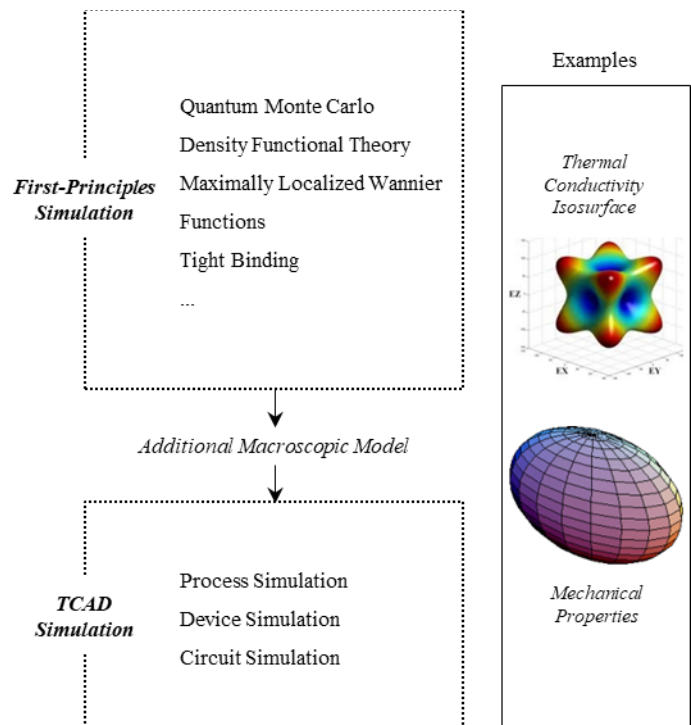 Quantum Monte Carlo
Density Functional Theory
Maximally Localized Wannier
Functions
Tight Binding
...
First-Principles
Simulation
Additional Macroscopic Model
Process Simulation
Device Simulation
Circuit Simulation
TCAD
Simulation
Examples
Thermal
Conductivity
Isosurface
EZ
EX
EY
Mechanical
Properties